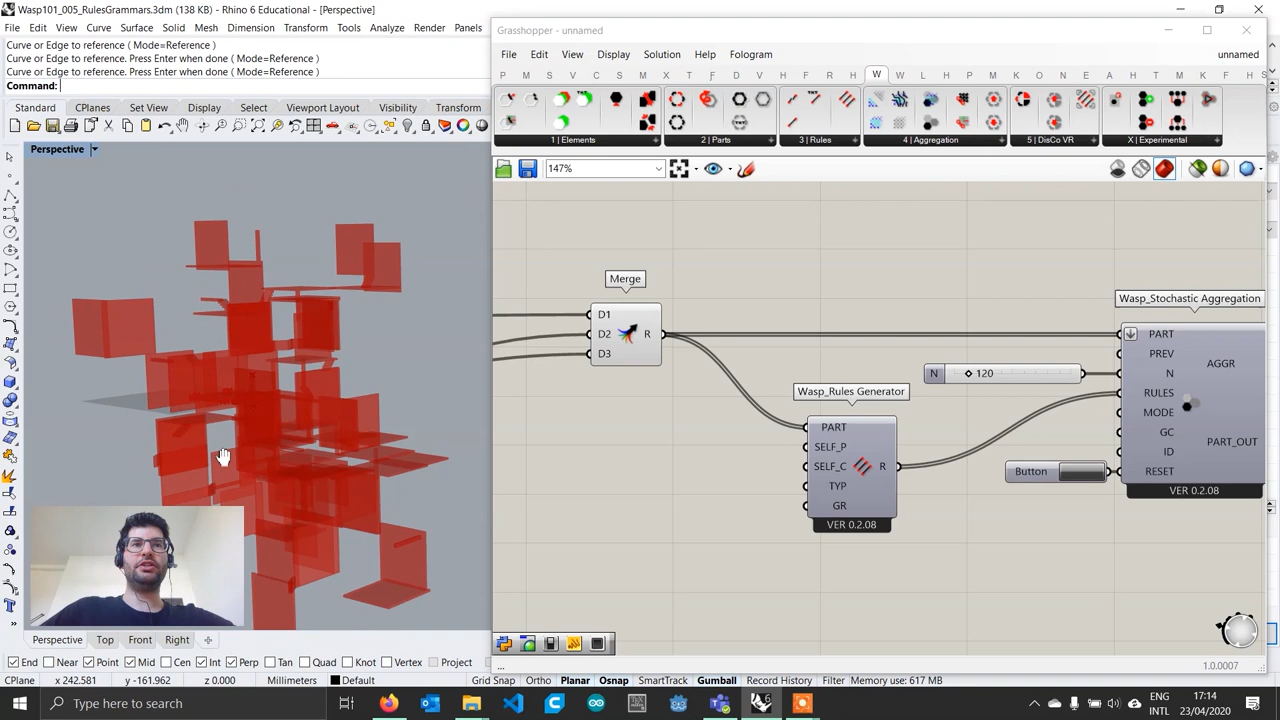 Wasp101_005_RulesGrammars.3dm (138 KB) - Rhino 6 Educational - [Perspective]
File Edit View Curve Surface Solid Mesh Dimension Transform Tools Analyze Render Panels
Curve or Edge to reference ( Mode=Reference )
Curve or Edge to reference. Press Enter when done ( Mode=Reference )
Curve or Edge to reference. Press Enter when done ( Mode=Reference )
Command:
Standard CPlanes Set View Display Select Viewport Layout Visibility Transform
Perspective
Grasshopper - unnamed
File Edit View Display Solution Help Fologram unnamed
P M S V C I S M X T D V D H F H W W L H S V N E A R M P M K F H G H S
1 | Elements 2 | Parts 3 | Rules 4 | Aggregation 5 | DisCo VR X | Experimental
147%
Merge
D1
D2 R
D3
Wasp_Rules Generator
PART
SELF_P
SELF_C R
TYP
GR
VER 0.2.08
N 120
Button
Wasp_Stochastic Aggregation
PART
PREV
AGGR
N
RULES
MODE
GC
PART_OUT
ID
RESET
VER 0.2.08
...
1.0.0007
Perspective Top Front Right
End Near Point Mid Cen Int Perp Tan Quad Knot Vertex Project
CPlane x 242.581 y -161.962 z 0.000 Millimeters Default Grid Snap Ortho Planar Osnap SmartTrack Gumball Record History Filter Memory use: 617 MB
Type here to search
ENG
INTL
17:14
23/04/2020